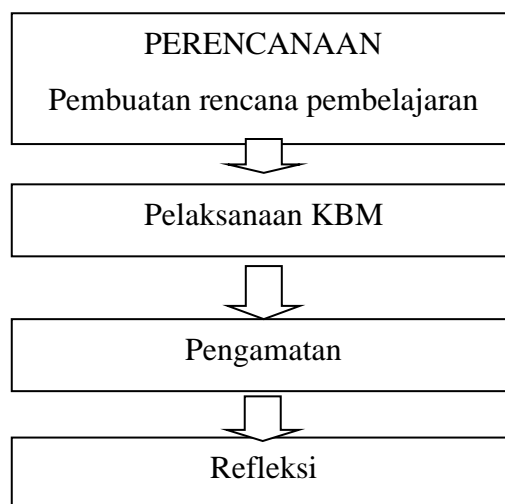 PERENCANAAN
Pembuatan rencana pembelajaran
Pelaksanaan KBM
Pengamatan
Refleksi